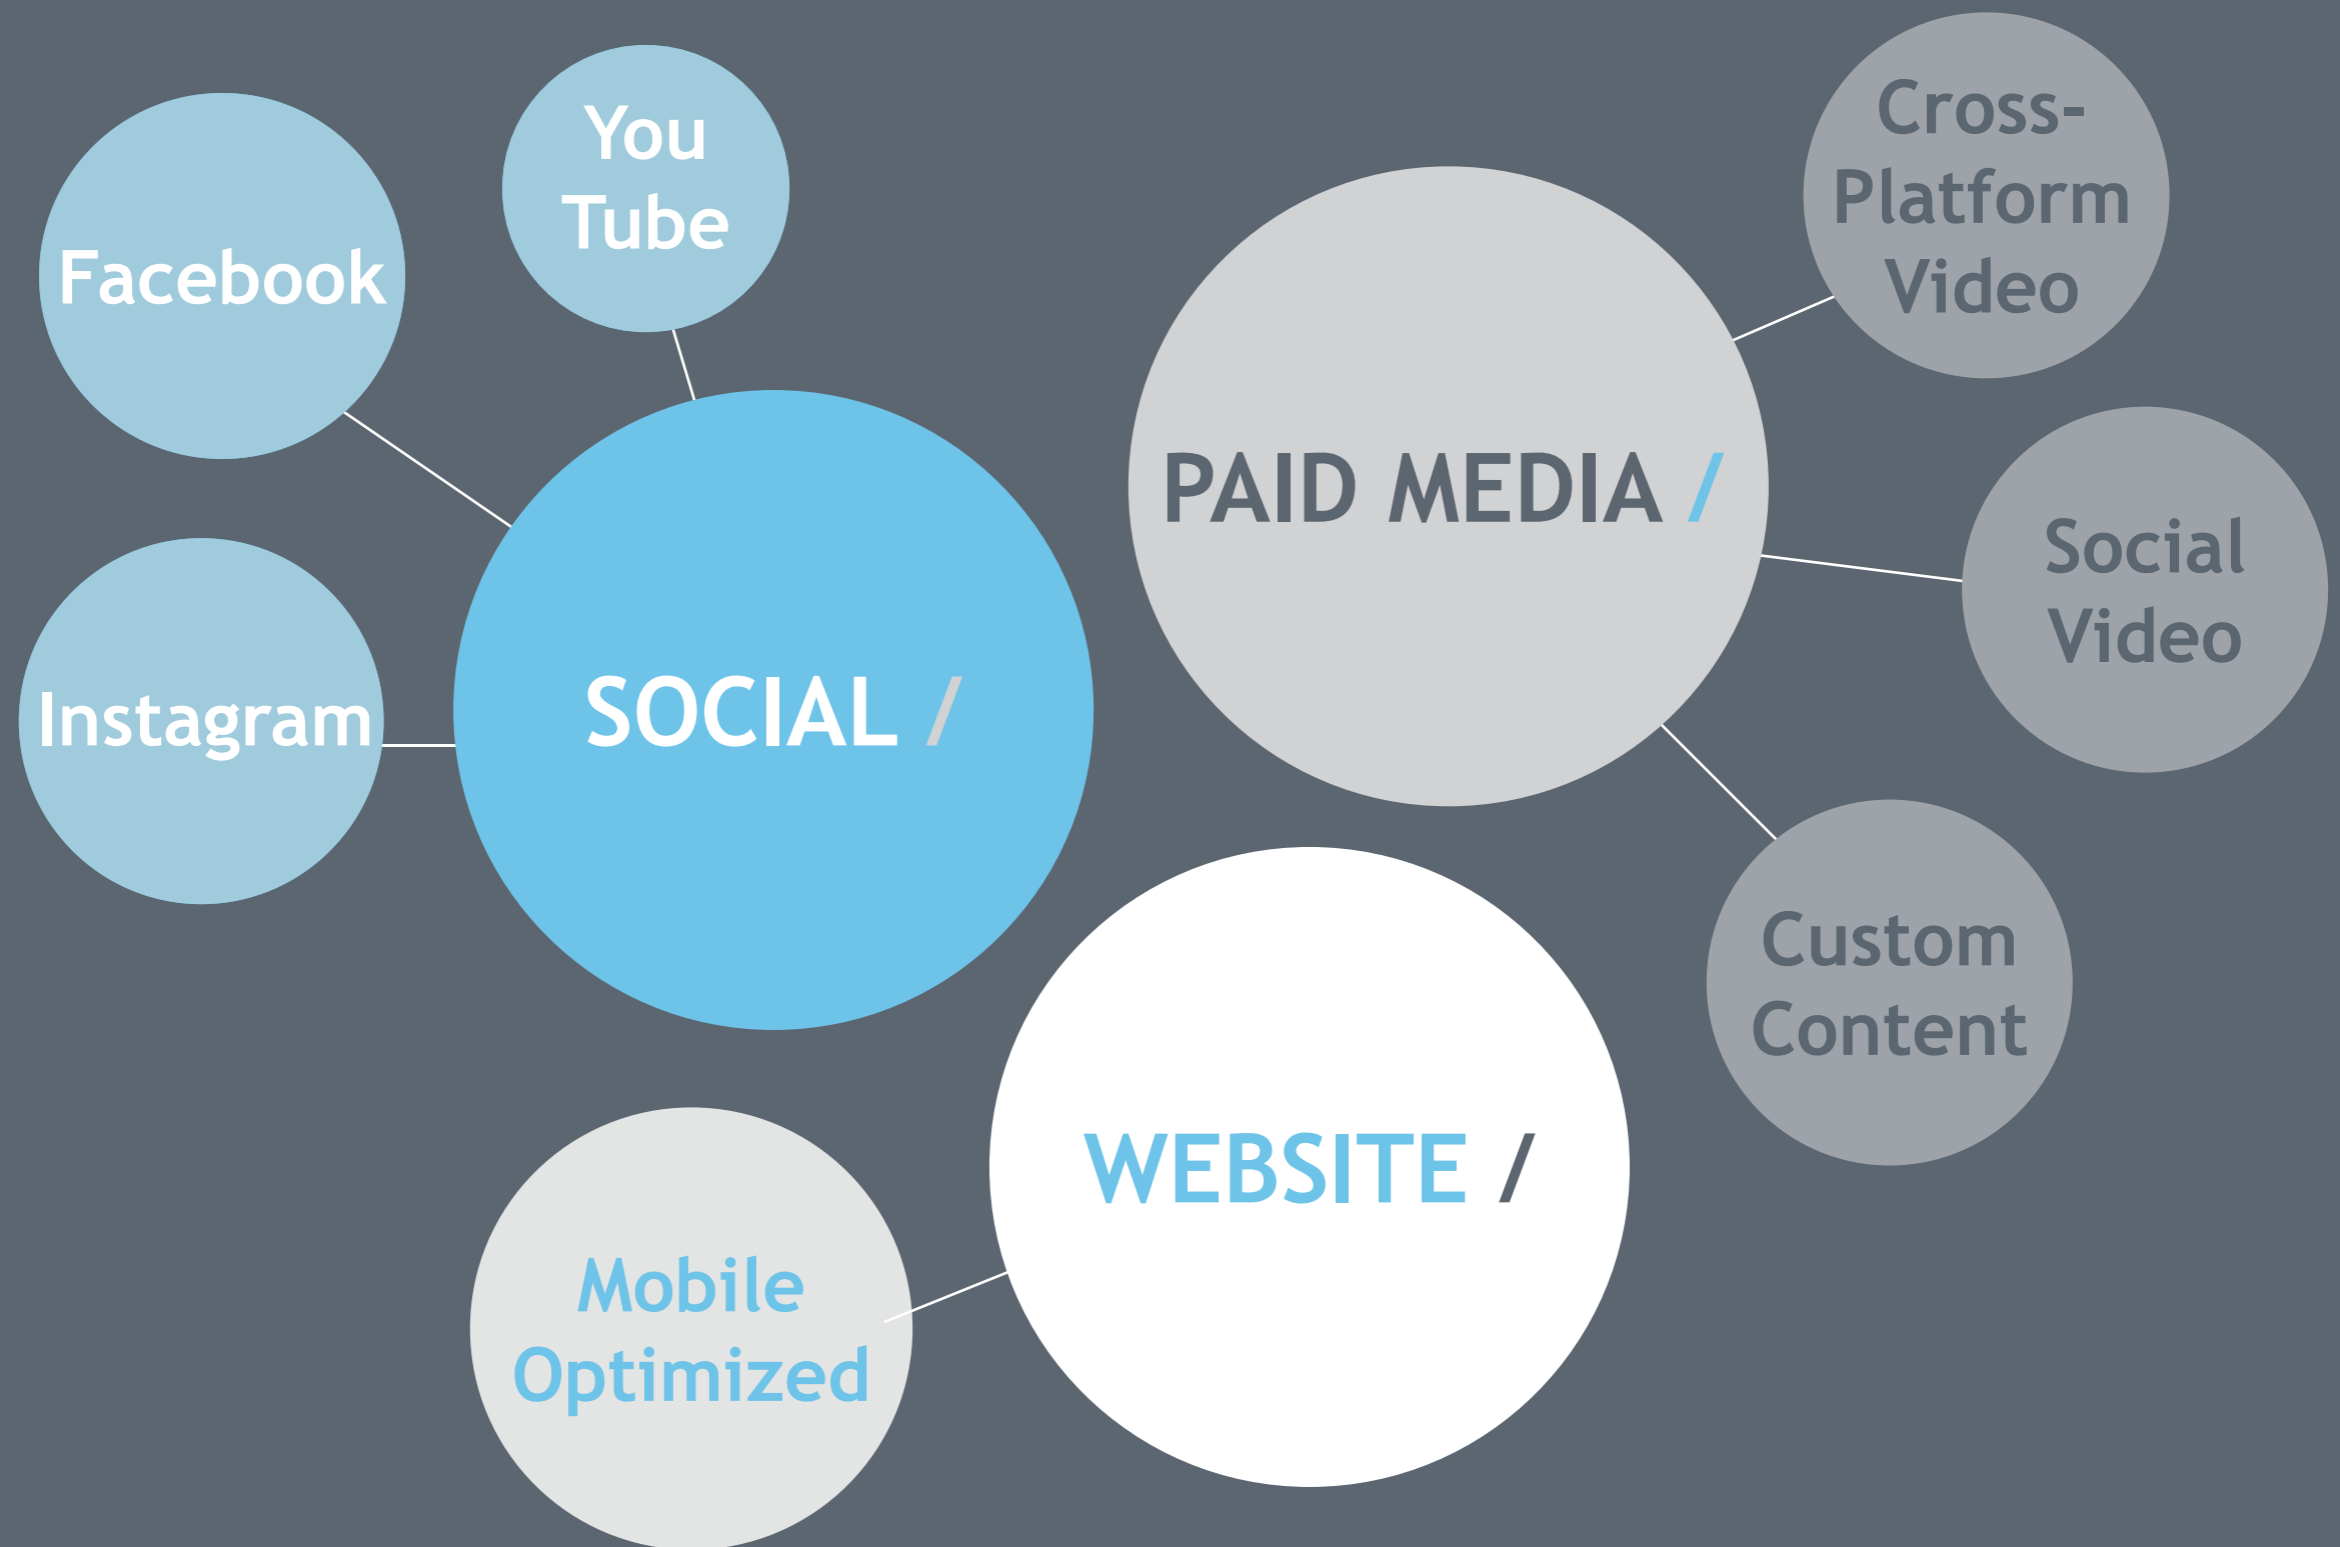 You
Tube
Facebook
Instagram
SOCIAL /
Cross-
Platform
Video
PAID MEDIA /
Social
Video
Custom
Content
WEBSITE /
Mobile
Optimized